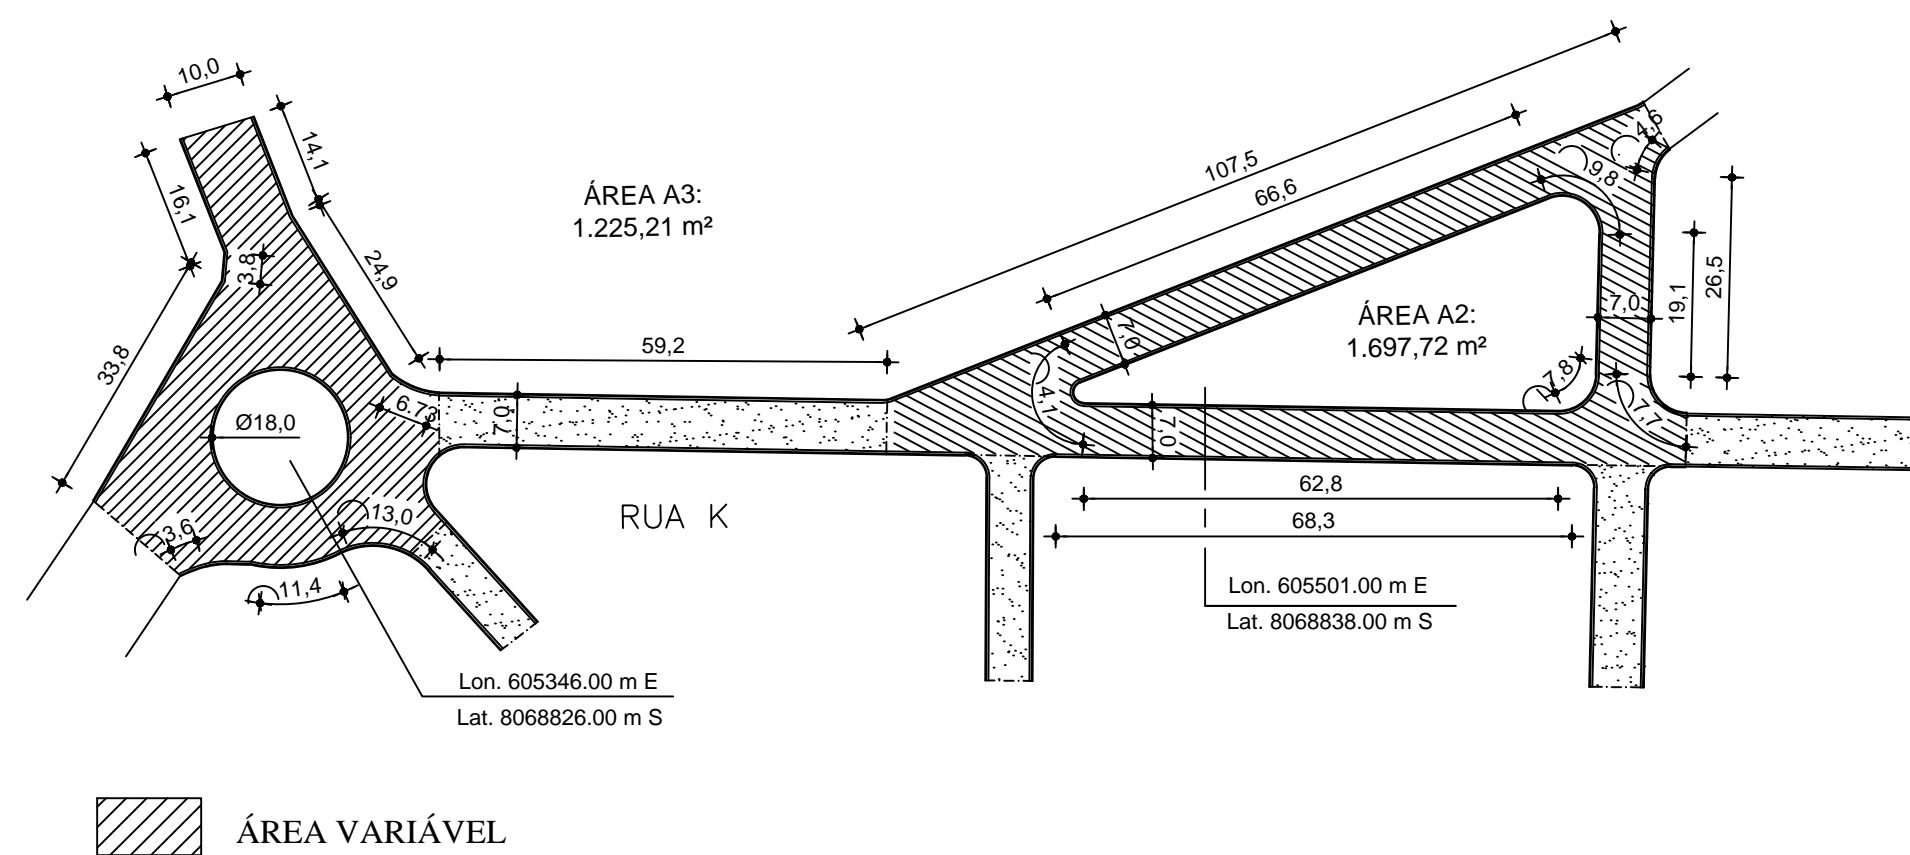 10,0
14,1
16,1
24,9
3,8
33,8
Ø18,0
6.73
7,0
59,2
ÁREA A3:
1.225,21 m²
3,6
13,0
11,4
RUA K
Lon. 605346.00 m E
Lat. 8068826.00 m S
107,5
66,6
4,6
9,8
7,0
ÁREA A2:
1.697,72 m²
7,0
19,1
26,5
4,1
7,0
7,8
7,7
62,8
68,3
Lon. 605501.00 m E
Lat. 8068838.00 m S
ÁREA VARIÁVEL